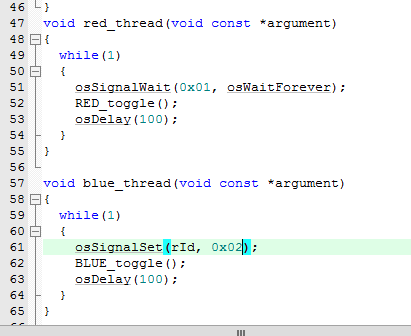 46 }
47 void red_thread(void const *argument)
48 {
49 while(1)
50 {
51 osSignalWait(0x01, osWaitForever);
52 RED_toggle();
53 osDelay(100);
54 }
55 }
56
57 void blue_thread(void const *argument)
58 {
59 while(1)
60 {
61 osSignalSet(rId, 0x02);
62 BLUE_toggle();
63 osDelay(100);
64 }
65 }